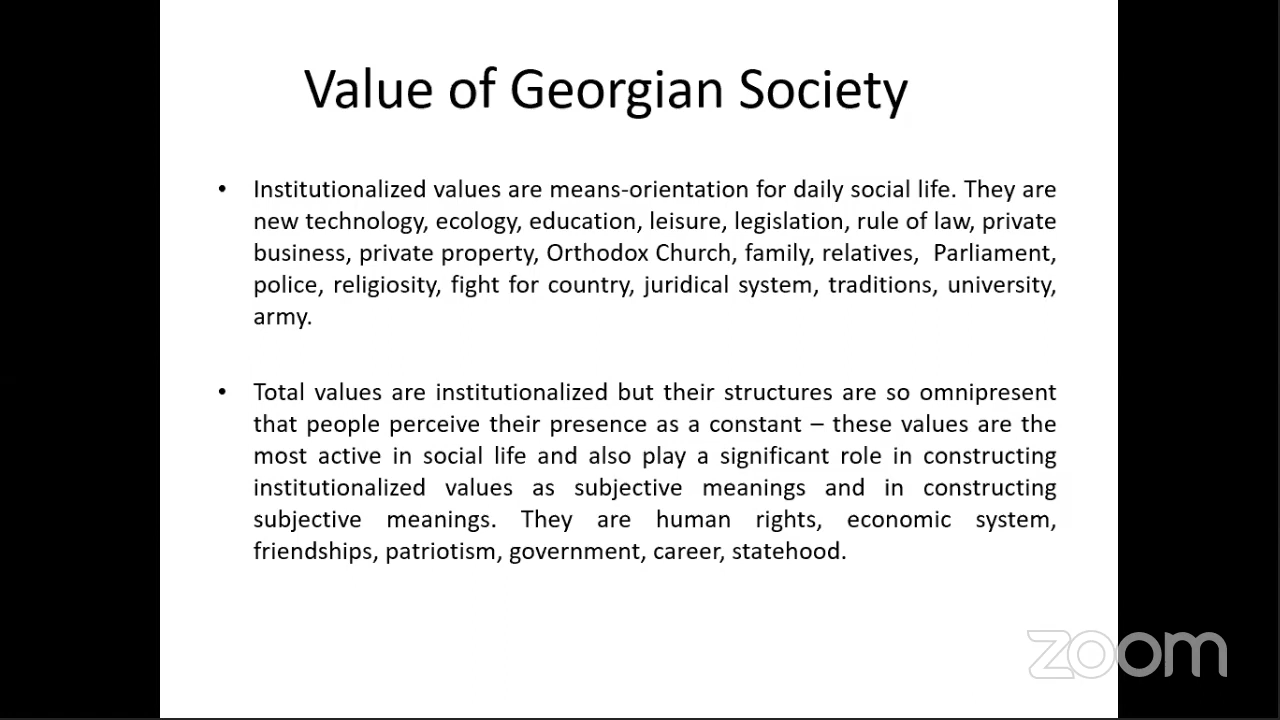 Value of Georgian Society
• Institutionalized values are means-orientation for daily social life. They are
new technology, ecology, education, leisure, legislation, rule of law, private
business, private property, Orthodox Church, family, relatives, Parliament,
police, religiosity, fight for country, juridical system, traditions, university,
army.
• Total values are institutionalized but their structures are so omnipresent
that people perceive their presence as a constant – these values are the
most active in social life and also play a significant role in constructing
institutionalized values as subjective meanings and in constructing
subjective meanings. They are human rights, economic system,
friendships, patriotism, government, career, statehood.
zoom